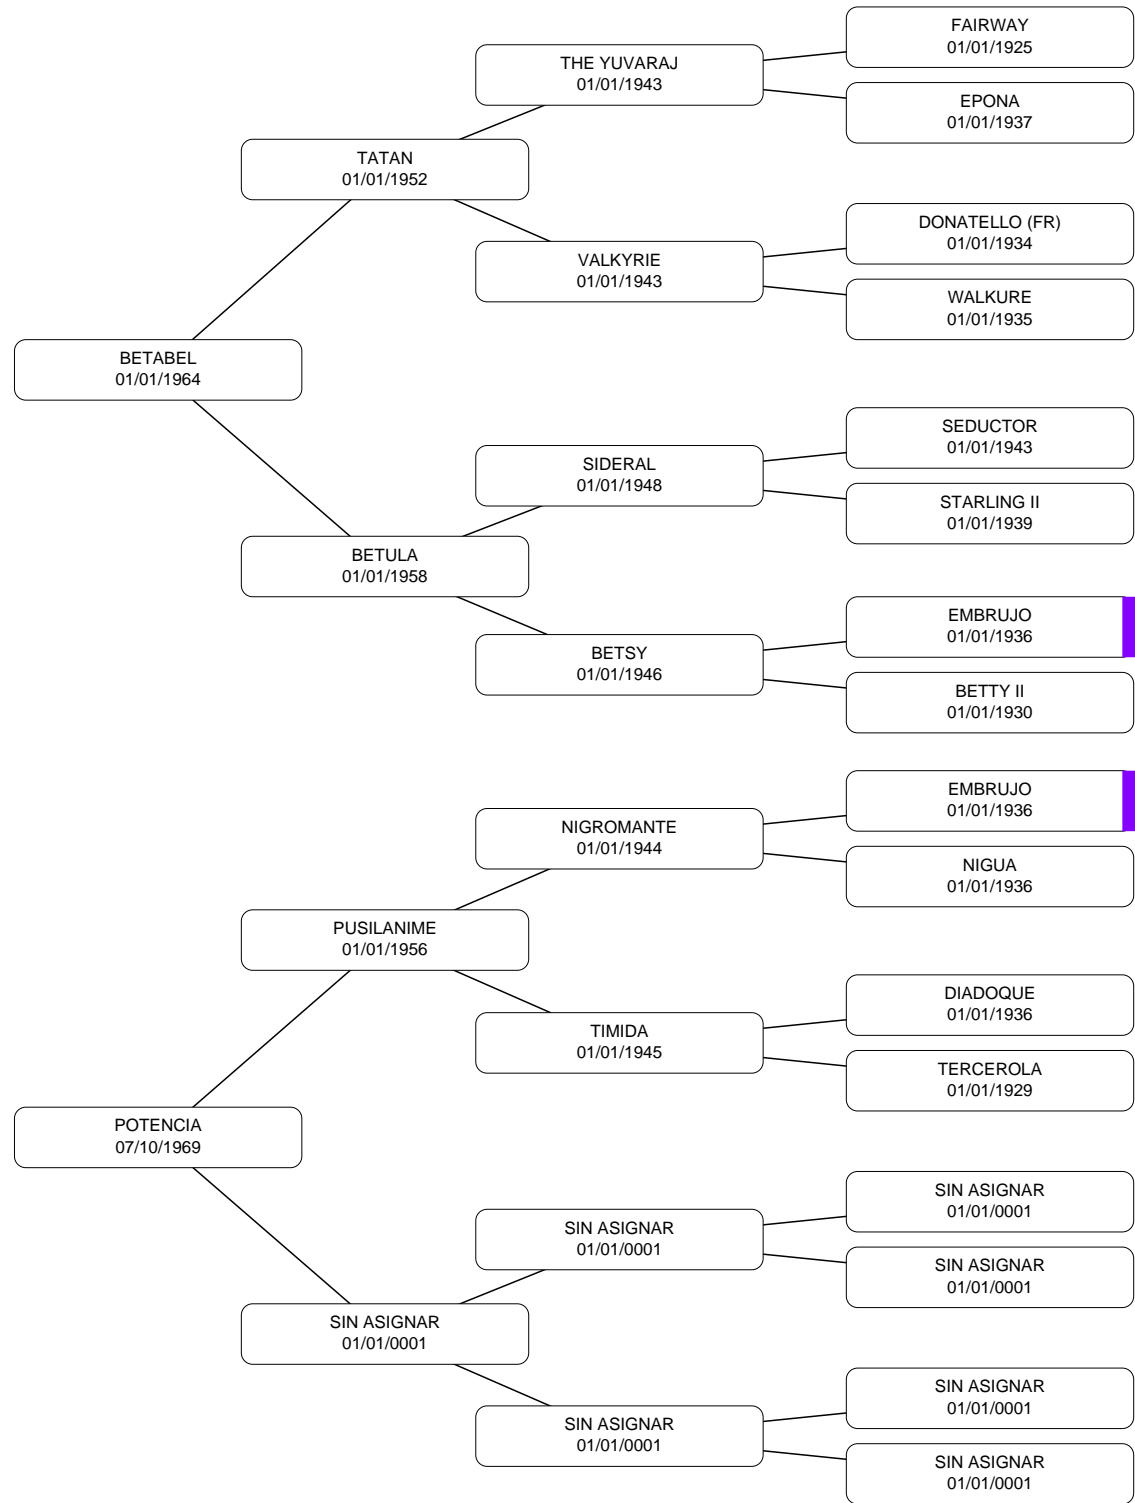 FAIRWAY
01/01/1925
THE YUVARAJ
01/01/1943
EPONA
01/01/1937
TATAN
01/01/1952
DONATELLO (FR)
01/01/1934
VALKYRIE
01/01/1943
WALKURE
01/01/1935
BETABEL
01/01/1964
SEDUCTOR
01/01/1943
SIDERAL
01/01/1948
STARLING II
01/01/1939
BETULA
01/01/1958
EMBRUJO
01/01/1936
BETSY
01/01/1946
BETTY II
01/01/1930
EMBRUJO
01/01/1936
NIGROMANTE
01/01/1944
NIGUA
01/01/1936
PUSILANIME
01/01/1956
DIADOQUE
01/01/1936
TIMIDA
01/01/1945
TERCEROLA
01/01/1929
POTENCIA
07/10/1969
SIN ASIGNAR
01/01/0001
SIN ASIGNAR
01/01/0001
SIN ASIGNAR
01/01/0001
SIN ASIGNAR
01/01/0001
SIN ASIGNAR
01/01/0001
SIN ASIGNAR
01/01/0001
SIN ASIGNAR
01/01/0001